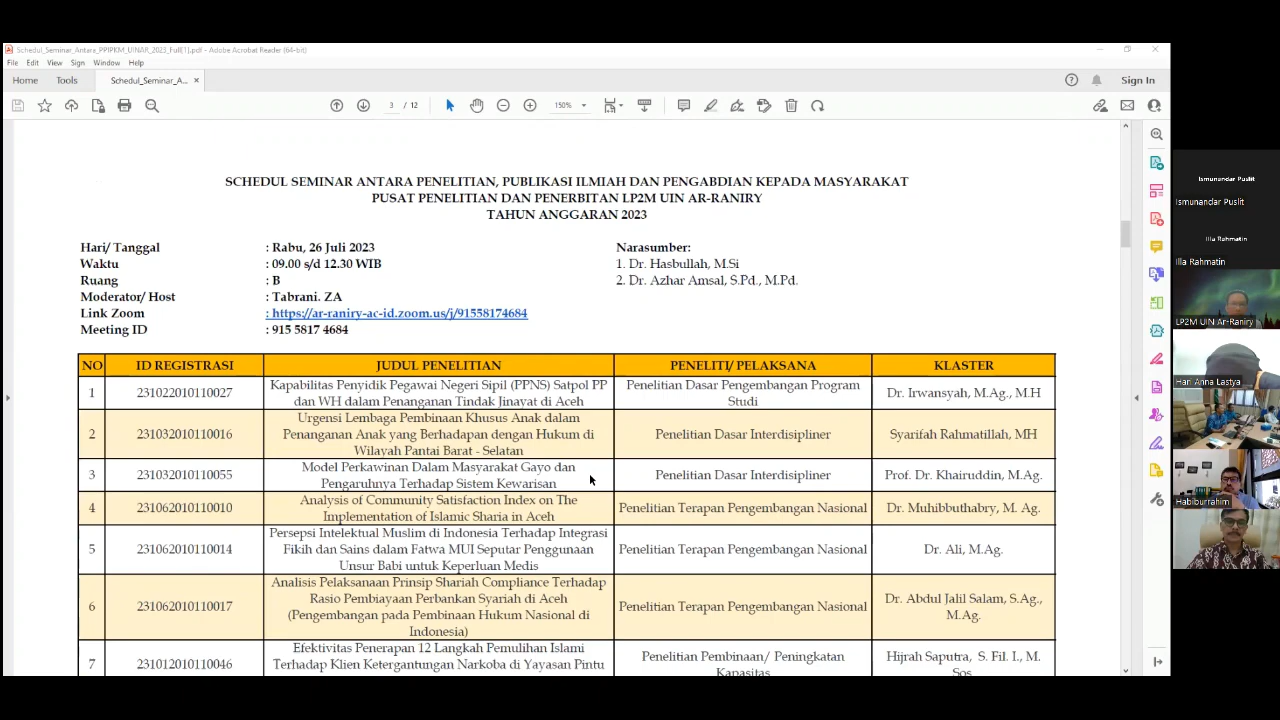 Schedul_Seminar_Antara_PPIPKM_UINAR_2023_Full[1].pdf - Adobe Acrobat Reader (64-bit)
File Edit View Sign Window Help
Home Tools Schedul_Seminar_A... × Sign In
3 / 12 150%
SCHEDUL SEMINAR ANTARA PENELITIAN, PUBLIKASI ILMIAH DAN PENGABDIAN KEPADA MASYARAKAT
PUSAT PENELITIAN DAN PENERBITAN LP2M UIN AR-RANIRY
TAHUN ANGGARAN 2023
Hari/ Tanggal : Rabu, 26 Juli 2023
Waktu : 09.00 s/d 12.30 WIB
Ruang : B
Moderator/ Host : Tabrani. ZA
Link Zoom : https://ar-raniry-ac-id.zoom.us/j/91558174684
Meeting ID : 915 5817 4684
Narasumber:
1. Dr. Hasbullah, M.Si
2. Dr. Azhar Amsal, S.Pd., M.Pd.
NO ID REGISTRASI JUDUL PENELITIAN PENELITI/ PELAKSANA KLASTER
1 231022010110027
Kapabilitas Penyidik Pegawai Negeri Sipil (PPNS) Satpol PP
dan WH dalam Penanganan Tindak Jinayat di Aceh
Penelitian Dasar Pengembangan Program
Studi
Dr. Irwansyah, M.Ag., M.H
2 231032010110016
Urgensi Lembaga Pembinaan Khusus Anak dalam
Penanganan Anak yang Berhadapan dengan Hukum di
Wilayah Pantai Barat - Selatan
Penelitian Dasar Interdisipliner
Syarifah Rahmatillah, MH
3 231032010110055
Model Perkawinan Dalam Masyarakat Gayo dan
Pengaruhnya Terhadap Sistem Kewarisan
Penelitian Dasar Interdisipliner
Prof. Dr. Khairuddin, M.Ag.
4 231062010110010
Analysis of Community Satisfaction Index on The
Implementation of Islamic Sharia in Aceh
Penelitian Terapan Pengembangan Nasional
Dr. Muhibbuthabry, M. Ag.
5 231062010110014
Persepsi Intelektual Muslim di Indonesia Terhadap Integrasi
Fikih dan Sains dalam Fatwa MUI Seputar Penggunaan
Unsur Babi untuk Keperluan Medis
Penelitian Terapan Pengembangan Nasional
Dr. Ali, M.Ag.
6 231062010110017
Analisis Pelaksanaan Prinsip Shariah Compliance Terhadap
Rasio Pembiayaan Perbankan Syariah di Aceh
(Pengembangan pada Pembinaan Hukum Nasional di
Indonesia)
Penelitian Terapan Pengembangan Nasional
Dr. Abdul Jalil Salam, S.Ag.,
M.Ag.
7 231012010110046
Efektivitas Penerapan 12 Langkah Pemulihan Islami
Terhadap Klien Ketergantungan Narkoba di Yayasan Pintu
Penelitian Pembinaan/ Peningkatan
Kapasitas
Hijrah Saputra, S. Fil. I., M.
Sos
Ismunandar Puslit
Ismunandar Puslit
Illa Rahmatin
Illa Rahmatin
LP2M UIN Ar-Raniry
Hari Anna Lastya
Habiburrahim